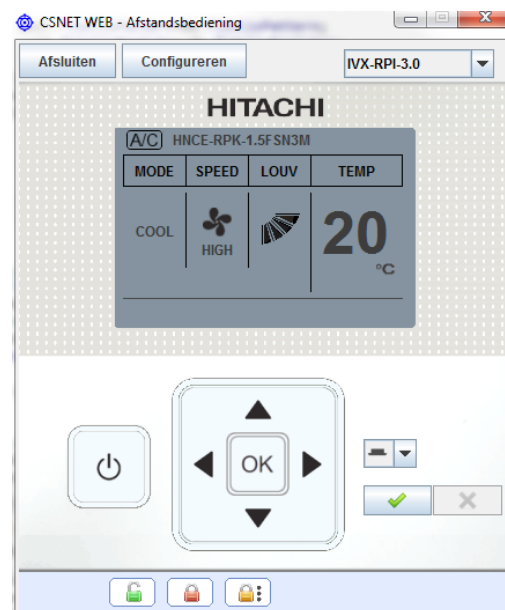 CSNET WEB - Afstandsbediening
Afsluiten Configureren IVX-RPI-3.0
HITACHI
A/C HNCE-RPK-1.5FSN3M
MODE SPEED LOUV TEMP
COOL HIGH 20 °C
OK